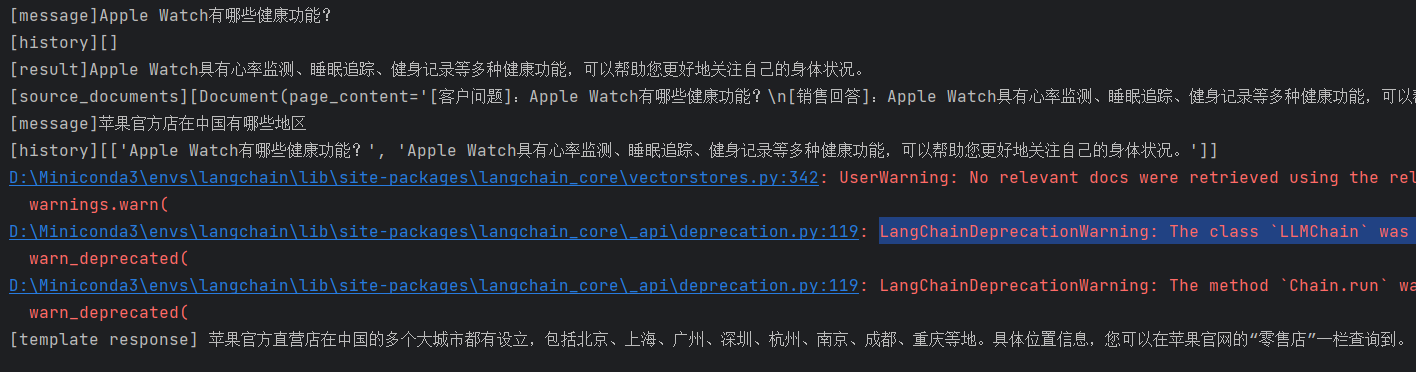 [message]Apple Watch有哪些健康功能?
[history][]
[result]Apple Watch具有心率监测、睡眠追踪、健身记录等多种健康功能，可以帮助您更好地关注自己的身体状况。
[source_documents][Document(page_content='[客户问题]：Apple Watch有哪些健康功能？\n[销售回答]：Apple Watch具有心率监测、睡眠追踪、健身记录等多种健康功能，可以
[message]苹果官方店在中国有哪些地区
[history][['Apple Watch有哪些健康功能？', 'Apple Watch具有心率监测、睡眠追踪、健身记录等多种健康功能，可以帮助您更好地关注自己的身体状况。']]
D:\Miniconda3\envs\langchain\lib\site-packages\langchain_core\vectorstores.py:342: UserWarning: No relevant docs were retrieved using the rel
warnings.warn(
D:\Miniconda3\envs\langchain\lib\site-packages\langchain_core\_api\deprecation.py:119: LangChainDeprecationWarning: The class `LLMChain` was
warn_deprecated(
D:\Miniconda3\envs\langchain\lib\site-packages\langchain_core\_api\deprecation.py:119: LangChainDeprecationWarning: The method `Chain.run` wa
warn_deprecated(
[template response] 苹果官方直营店在中国的多个大城市都有设立，包括北京、上海、广州、深圳、杭州、南京、成都、重庆等地。具体位置信息，您可以在苹果官网的“零售店”一栏查询到。